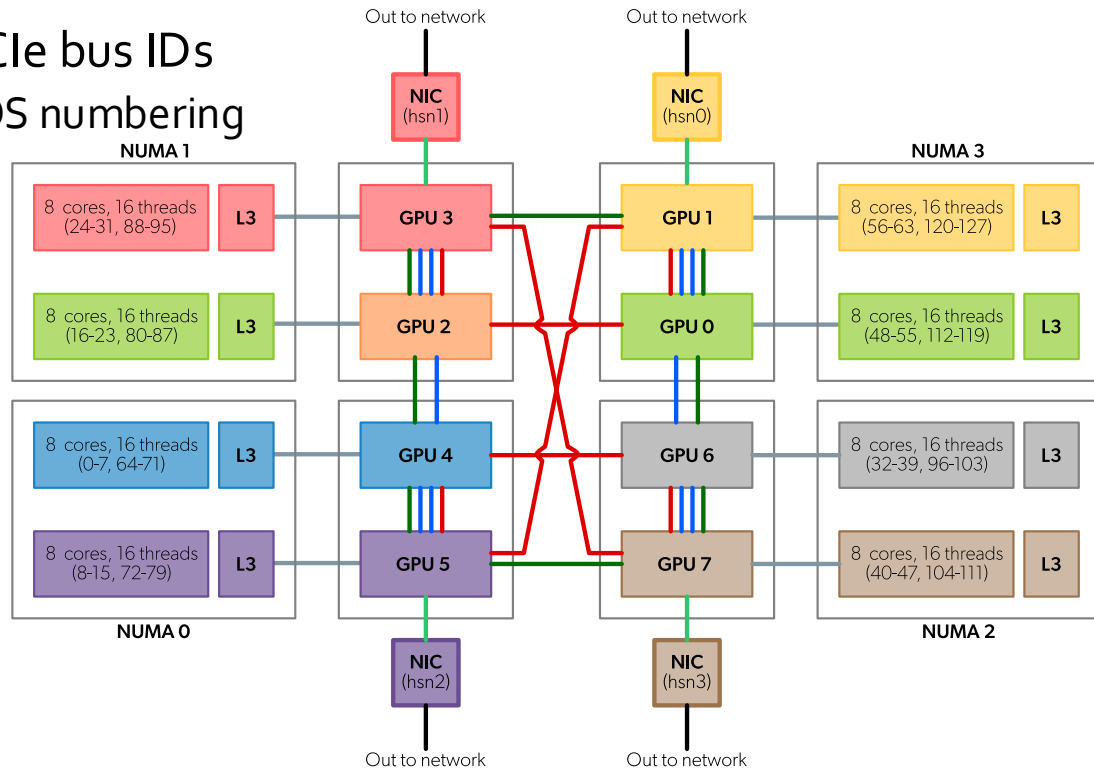 Out to network
Out to network
CIe bus IDs
OS numbering
NIC
(hsn1)
NIC
(hsn0)
NUMA 1
NUMA 3
8 cores, 16 threads
(24-31, 88-95)
L3
GPU 3
GPU 1
8 cores, 16 threads
(56-63, 120-127)
L3
8 cores, 16 threads
(16-23, 80-87)
L3
GPU 2
GPU 0
8 cores, 16 threads
(48-55, 112-119)
L3
8 cores, 16 threads
(0-7, 64-71)
L3
GPU 4
GPU 6
8 cores, 16 threads
(32-39, 96-103)
L3
8 cores, 16 threads
(8-15, 72-79)
L3
GPU 5
GPU 7
8 cores, 16 threads
(40-47, 104-111)
L3
NUMA 0
NUMA 2
NIC
(hsn2)
NIC
(hsn3)
Out to network
Out to network